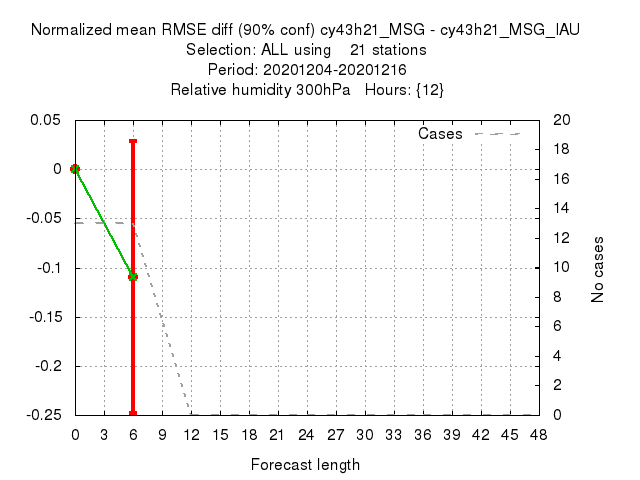 Normalized mean RMSE diff (90% conf) cy43h21_MSG - cy43h21_MSG_IAU
Selection: ALL using    21 stations
Period: 20201204-20201216
Relative humidity 300hPa   Hours: {12}
Cases
0.05
0
-0.05
-0.1
-0.15
-0.2
-0.25
20
18
16
14
12
10
8
6
4
2
0
No cases
0 3 6 9 12 15 18 21 24 27 30 33 36 39 42 45 48
Forecast length